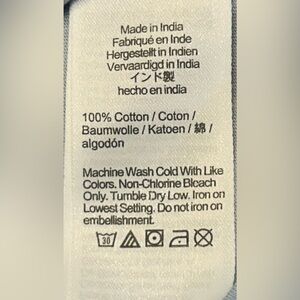 Made in India
Fabriqué en Inde
Hergestellt in Indien
Vervaardigd in India
インド製
hecho en india
100% Cotton / Coton /
Baumwolle / Katoen / 綿 /
algodón
Machine Wash Cold With Like
Colors. Non-Chlorine Bleach
Only. Tumble Dry Low. Iron on
Lowest Setting. Do not iron on
embellishment.
30